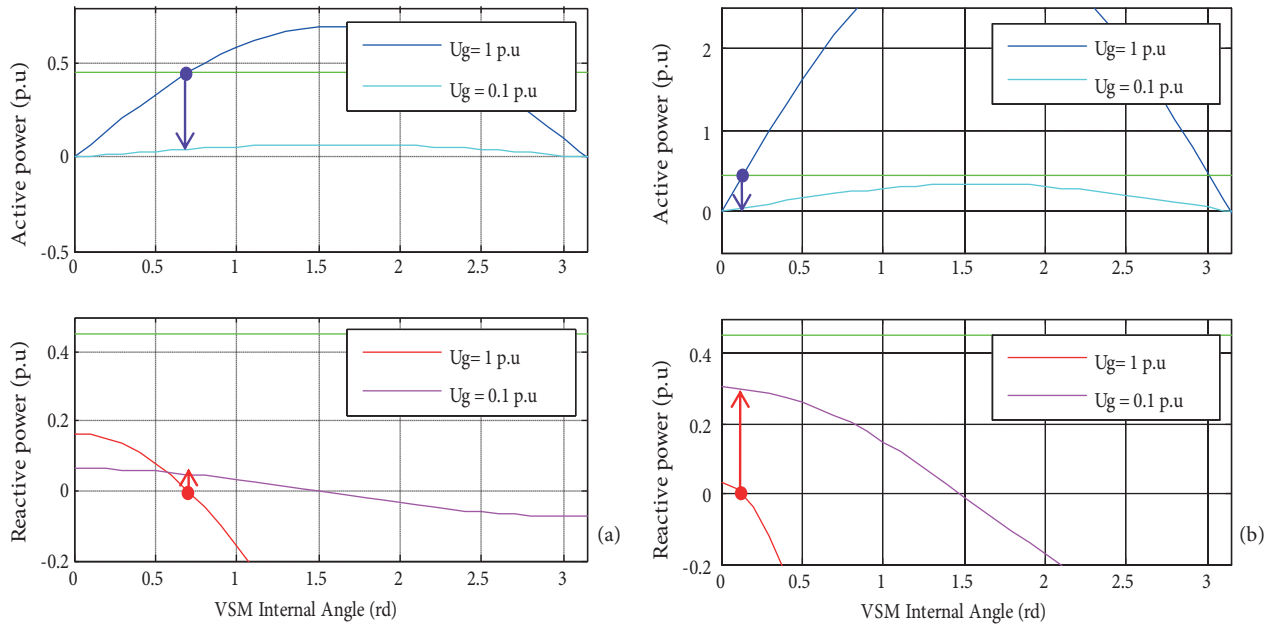 Active power (p.u)
0.5
0
-0.5
0 0.5 1 1.5 2 2.5 3
Ug= 1 p.u
Ug = 0.1 p.u
Reactive power (p.u)
0.4
0.2
0
-0.2
0 0.5 1 1.5 2 2.5 3
Ug= 1 p.u
Ug = 0.1 p.u
VSM Internal Angle (rd)
(a)
Active power (p.u)
2
1
0
0 0.5 1 1.5 2 2.5 3
Ug= 1 p.u
Ug = 0.1 p.u
Reactive power (p.u)
0.4
0.2
0
-0.2
0 0.5 1 1.5 2 2.5 3
Ug= 1 p.u
Ug = 0.1 p.u
VSM Internal Angle (rd)
(b)